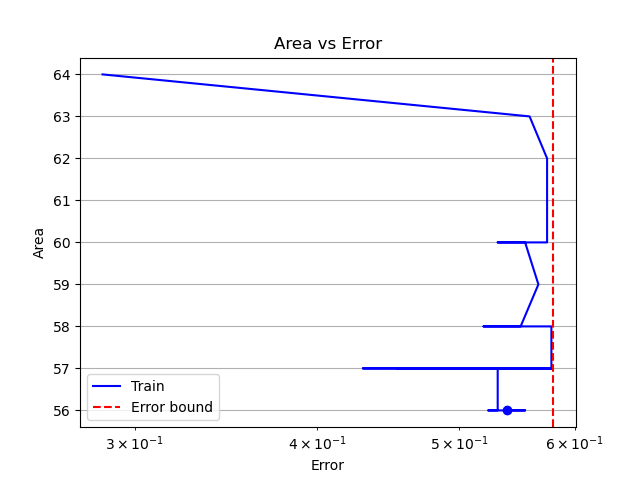 Area vs Error
Area
64
63
62
61
60
59
58
57
56
Train
Error bound
3 × 10⁻¹
4 × 10⁻¹
5 × 10⁻¹
6 × 10⁻¹
Error